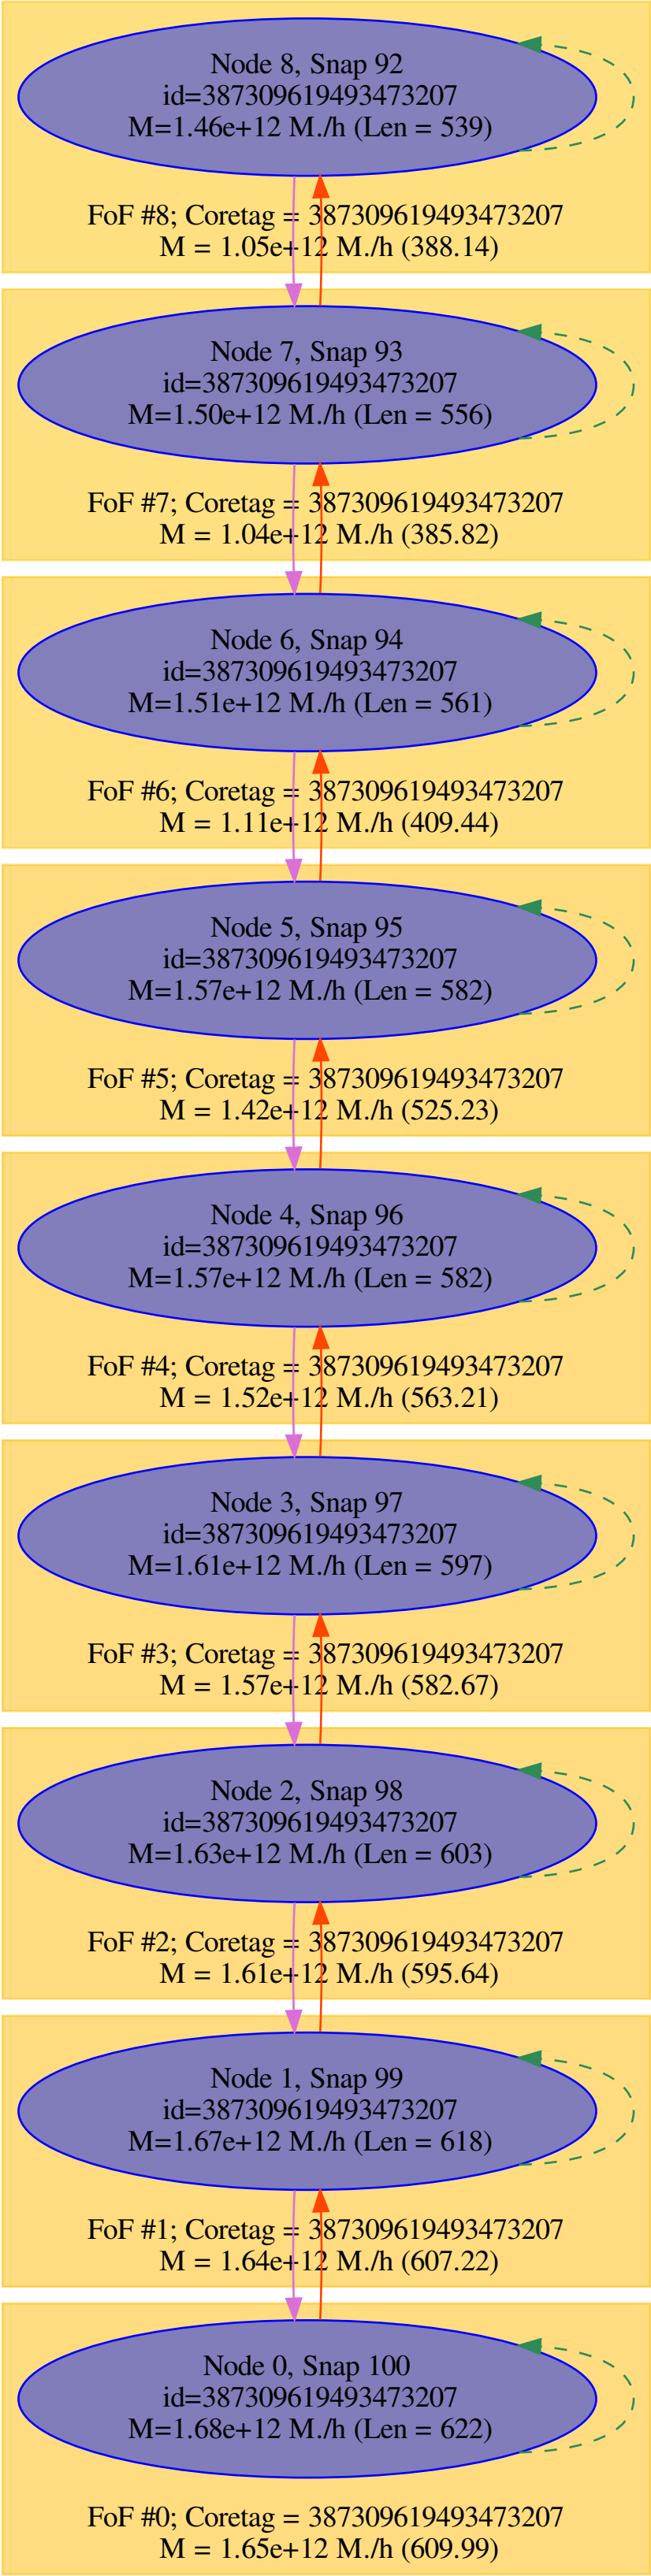 Node 8, Snap 92
id=387309619493473207
M=1.46e+12 M./h (Len = 539)
FoF #8; Coretag = 387309619493473207
M = 1.05e+12 M./h (388.14)
Node 7, Snap 93
id=387309619493473207
M=1.50e+12 M./h (Len = 556)
FoF #7; Coretag = 387309619493473207
M = 1.04e+12 M./h (385.82)
Node 6, Snap 94
id=387309619493473207
M=1.51e+12 M./h (Len = 561)
FoF #6; Coretag = 387309619493473207
M = 1.11e+12 M./h (409.44)
Node 5, Snap 95
id=387309619493473207
M=1.57e+12 M./h (Len = 582)
FoF #5; Coretag = 387309619493473207
M = 1.42e+12 M./h (525.23)
Node 4, Snap 96
id=387309619493473207
M=1.57e+12 M./h (Len = 582)
FoF #4; Coretag = 387309619493473207
M = 1.52e+12 M./h (563.21)
Node 3, Snap 97
id=387309619493473207
M=1.61e+12 M./h (Len = 597)
FoF #3; Coretag = 387309619493473207
M = 1.57e+12 M./h (582.67)
Node 2, Snap 98
id=387309619493473207
M=1.63e+12 M./h (Len = 603)
FoF #2; Coretag = 387309619493473207
M = 1.61e+12 M./h (595.64)
Node 1, Snap 99
id=387309619493473207
M=1.67e+12 M./h (Len = 618)
FoF #1; Coretag = 387309619493473207
M = 1.64e+12 M./h (607.22)
Node 0, Snap 100
id=387309619493473207
M=1.68e+12 M./h (Len = 622)
FoF #0; Coretag = 387309619493473207
M = 1.65e+12 M./h (609.99)